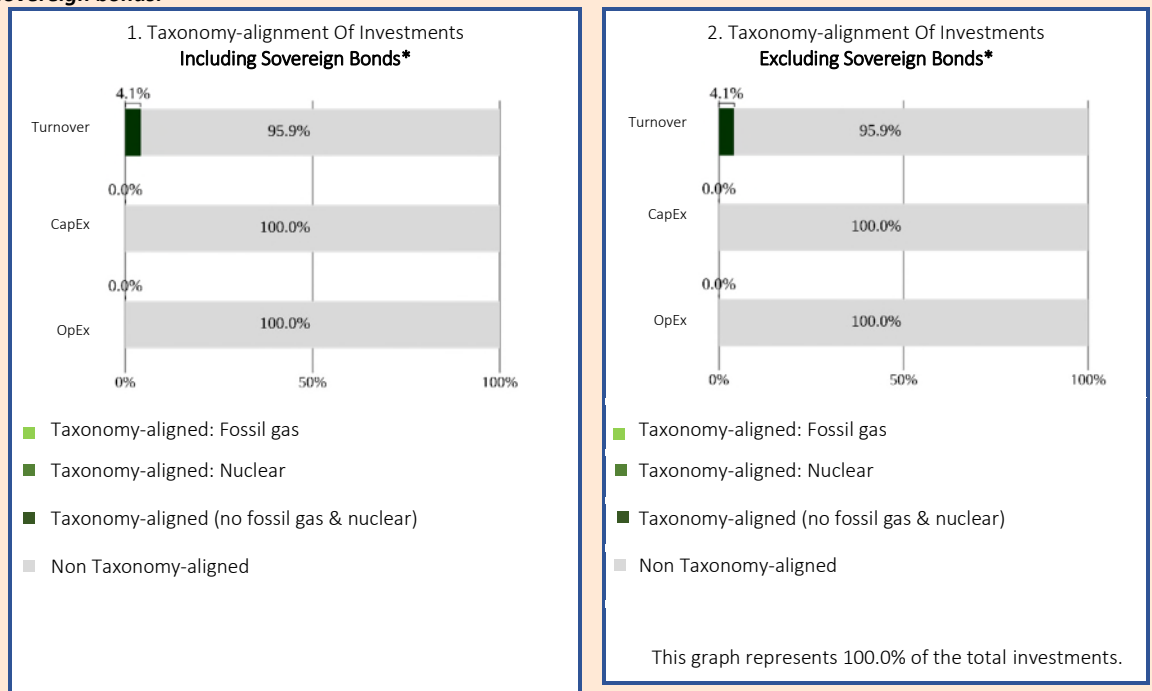 sovereign bonds.
1. Taxonomy-alignment Of Investments
Including Sovereign Bonds*
4.1%
Turnover
95.9%
0.0%
CapEx
100.0%
0.0%
OpEx
100.0%
0%
50%
100%
Taxonomy-aligned: Fossil gas
Taxonomy-aligned: Nuclear
Taxonomy-aligned (no fossil gas & nuclear)
Non Taxonomy-aligned
2. Taxonomy-alignment Of Investments
Excluding Sovereign Bonds*
4.1%
Turnover
95.9%
0.0%
CapEx
100.0%
0.0%
OpEx
100.0%
0%
50%
100%
Taxonomy-aligned: Fossil gas
Taxonomy-aligned: Nuclear
Taxonomy-aligned (no fossil gas & nuclear)
Non Taxonomy-aligned
This graph represents 100.0% of the total investments.